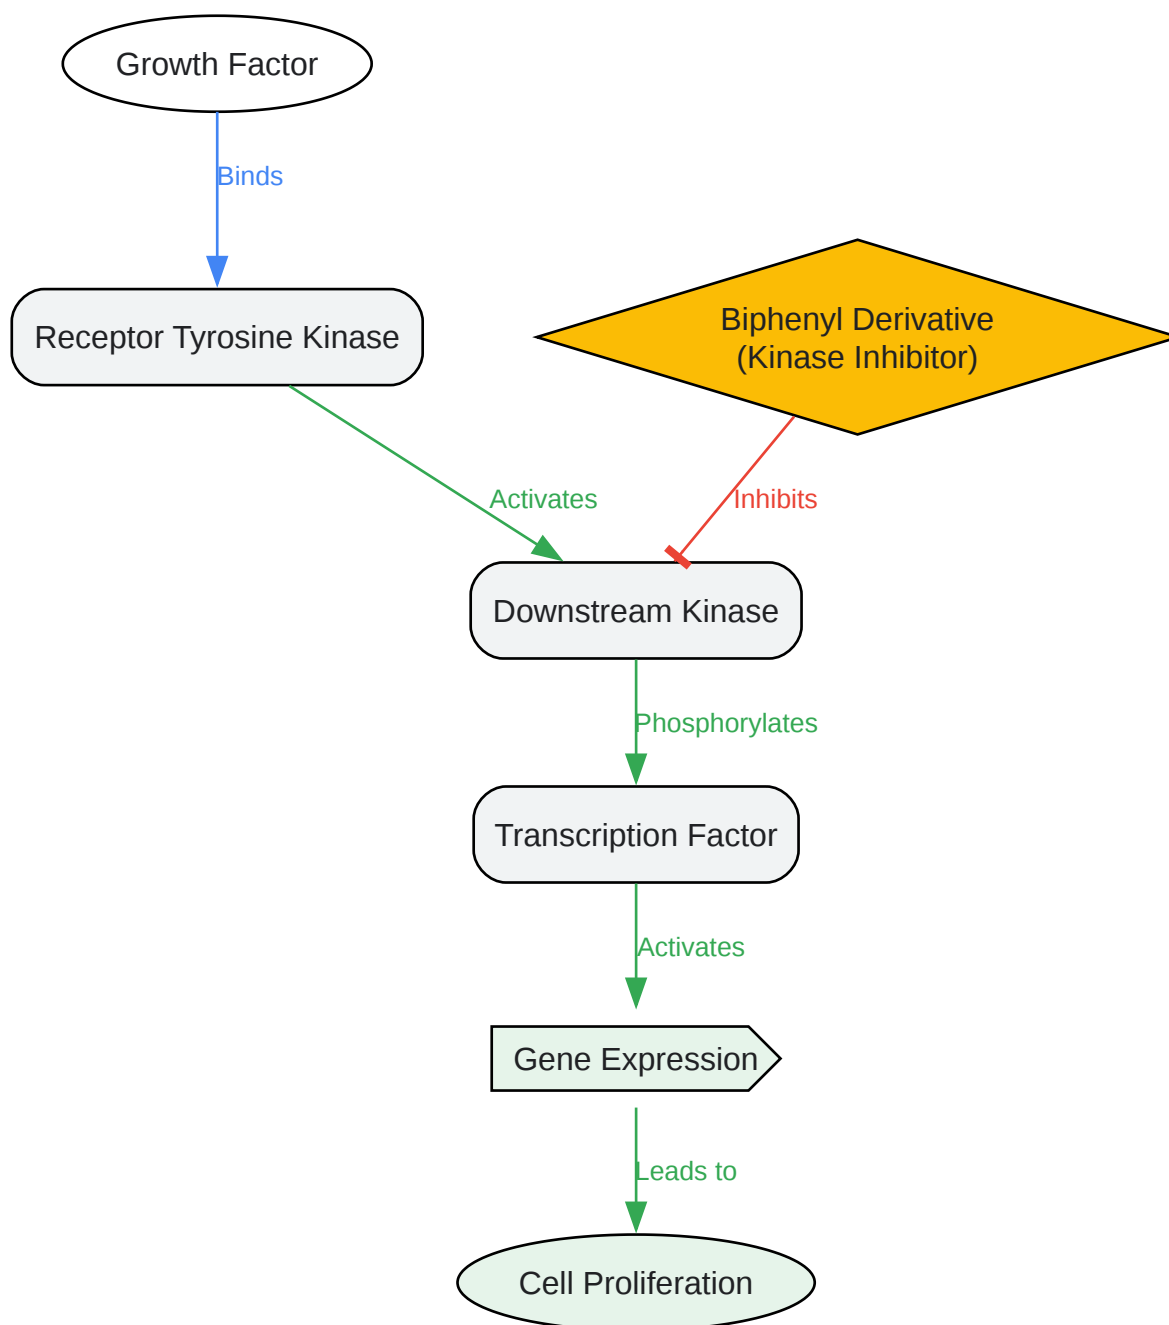 Growth Factor
Binds
Receptor Tyrosine Kinase
Biphenyl Derivative
(Kinase Inhibitor)
Activates
Inhibits
Downstream Kinase
Phosphorylates
Transcription Factor
Activates
Gene Expression
Leads to
Cell Proliferation